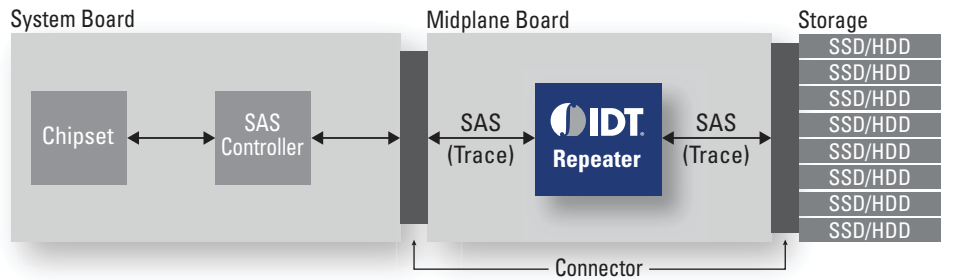 System Board
Midplane Board
Storage
Chipset
SAS
Controller
SAS
(Trace)
IDT
Repeater
SAS
(Trace)
SSD/HDD
SSD/HDD
SSD/HDD
SSD/HDD
SSD/HDD
SSD/HDD
SSD/HDD
SSD/HDD
Connector